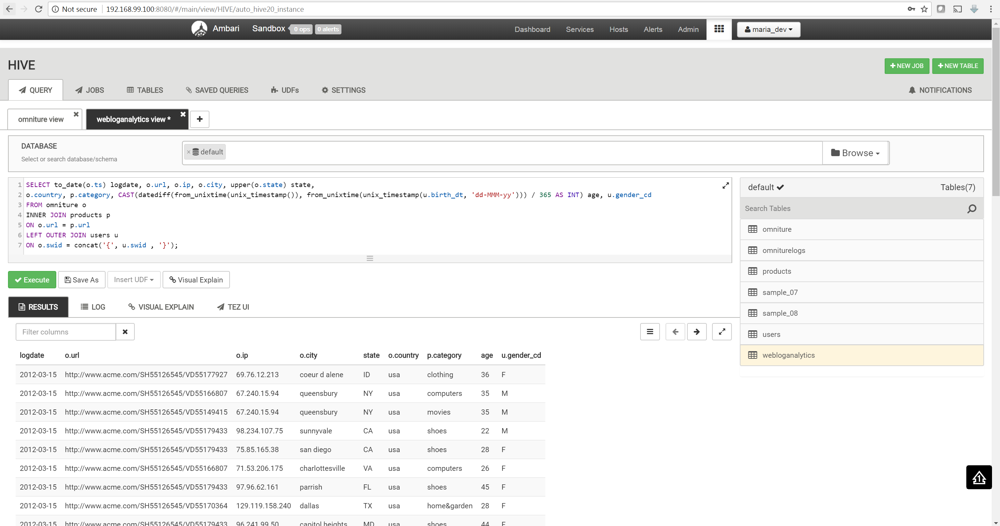 Not secure 192.168.99.100:8080/#/main/view/HIVE/auto_hive20_instance
Ambari Sandbox 0 ops 0 alerts Dashboard Services Hosts Alerts Admin maria_dev
HIVE
NEW JOB NEW TABLE
QUERY JOBS TABLES SAVED QUERIES UDFs SETTINGS NOTIFICATIONS
omniture view webloganalytics view *
DATABASE
Select or search database/schema
× default
Browse
1 SELECT to_date(o.ts) logdate, o.url, o.ip, o.city, upper(o.state) state,
2 o.country, p.category, CAST(datediff(from_unixtime(unix_timestamp()), from_unixtime(unix_timestamp(u.birth_dt, 'dd-MMM-yy'))) / 365 AS INT) age, u.gender_cd
3 FROM omniture o
4 INNER JOIN products p
5 ON o.url = p.url
6 LEFT OUTER JOIN users u
7 ON o.swid = concat('{', u.swid , '}');
default Tables(7)
Search Tables
omniture
omniturelogs
products
sample_07
sample_08
users
webloganalytics
Execute Save As Insert UDF Visual Explain
RESULTS LOG VISUAL EXPLAIN TEZ UI
Filter columns
logdate o.url o.ip o.city state o.country p.category age u.gender_cd
2012-03-15 http://www.acme.com/SH55126545/VD55177927 69.76.12.213 coeur d alene ID usa clothing 36 F
2012-03-15 http://www.acme.com/SH55126545/VD55166807 67.240.15.94 queensbury NY usa computers 35 M
2012-03-15 http://www.acme.com/SH55126545/VD55149415 67.240.15.94 queensbury NY usa movies 35 M
2012-03-15 http://www.acme.com/SH55126545/VD55179433 98.234.107.75 sunnyvale CA usa shoes 22 M
2012-03-15 http://www.acme.com/SH55126545/VD55179433 75.85.165.38 san diego CA usa shoes 28 F
2012-03-15 http://www.acme.com/SH55126545/VD55166807 71.53.206.175 charlottesville VA usa computers 26 F
2012-03-15 http://www.acme.com/SH55126545/VD55179433 97.96.62.161 parrish FL usa shoes 45 F
2012-03-15 http://www.acme.com/SH55126545/VD55170364 129.119.158.240 dallas TX usa home&garden 28 F
2012-03-15 http://www.acme.com/SH55126545/VD55179433 96.241.99.50 capitol heights MD usa shoes 44 F
1